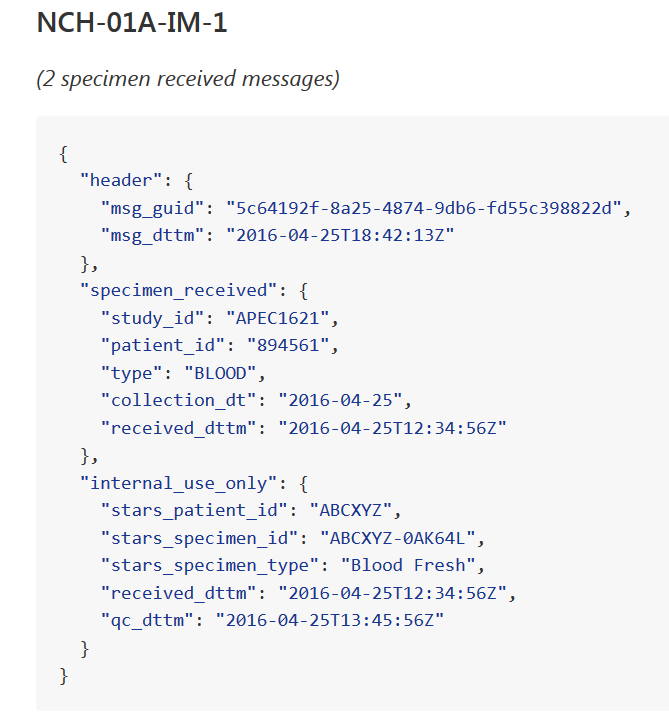 NCH-01A-IM-1
(2 specimen received messages)
{
"header": {
"msg_guid": "5c64192f-8a25-4874-9db6-fd55c398822d",
"msg_dttm": "2016-04-25T18:42:13Z"
},
"specimen_received": {
"study_id": "APEC1621",
"patient_id": "894561",
"type": "BLOOD",
"collection_dt": "2016-04-25",
"received_dttm": "2016-04-25T12:34:56Z"
},
"internal_use_only": {
"stars_patient_id": "ABCXYZ",
"stars_specimen_id": "ABCXYZ-0AK64L",
"stars_specimen_type": "Blood Fresh",
"received_dttm": "2016-04-25T12:34:56Z",
"qc_dttm": "2016-04-25T13:45:56Z"
}
}